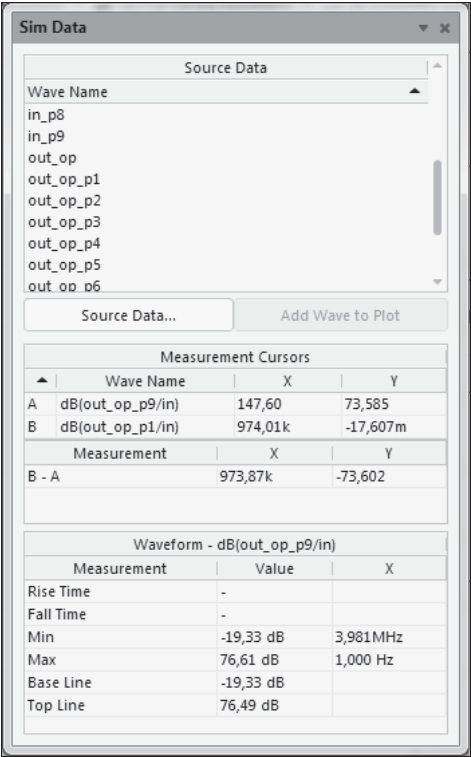 Sim Data
Source Data
Wave Name
in_p8
in_p9
out_op
out_op_p1
out_op_p2
out_op_p3
out_op_p4
out_op_p5
out_op_p6
Source Data... Add Wave to Plot
Measurement Cursors
Wave Name X Y
A dB(out_op_p9/in) 147,60 73,585
B dB(out_op_p1/in) 974,01k -17,607m
Measurement X Y
B - A 973,87k -73,602
Waveform - dB(out_op_p9/in)
Measurement Value X
Rise Time -
Fall Time -
Min -19,33 dB 3,981MHz
Max 76,61 dB 1,000 Hz
Base Line -19,33 dB
Top Line 76,49 dB